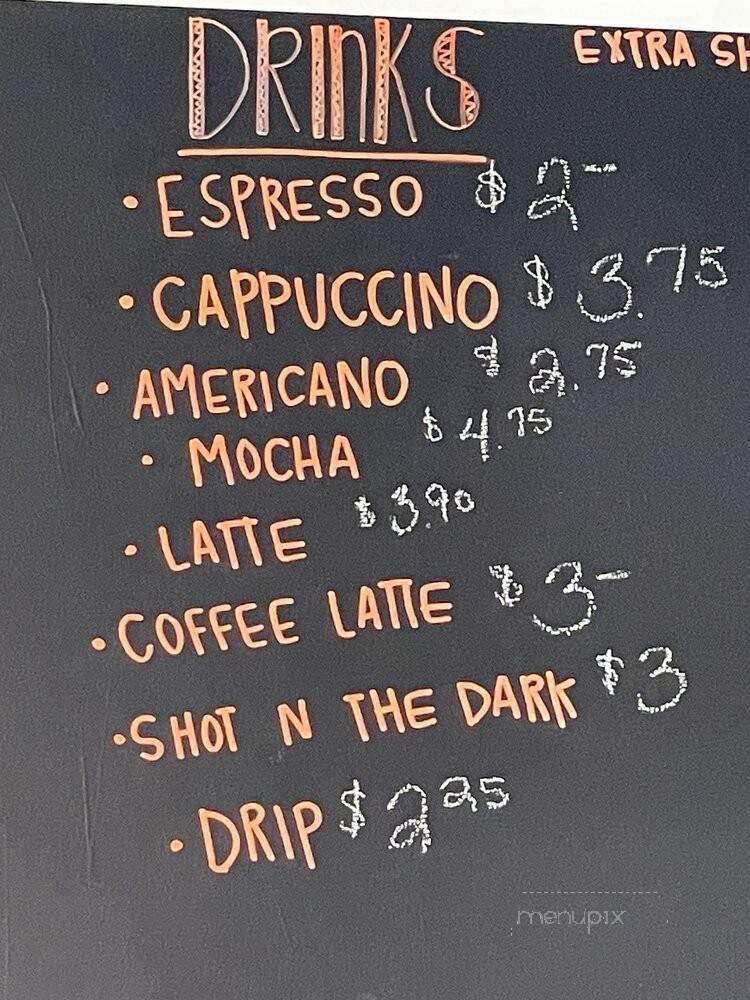 DRINKS
EXTRA SH
• ESPRESSO $2-
• CAPPUCCINO $3.75
• AMERICANO $2.75
• MOCHA $4.75
• LATTE $3.90
• COFFEE LATTE $3-
• SHOT N THE DARK $3
• DRIP $2 25
menupix